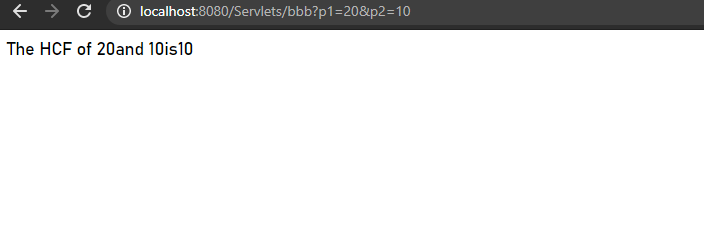 localhost:8080/Servlets/bbb?p1=20&p2=10
The HCF of 20and 10is10